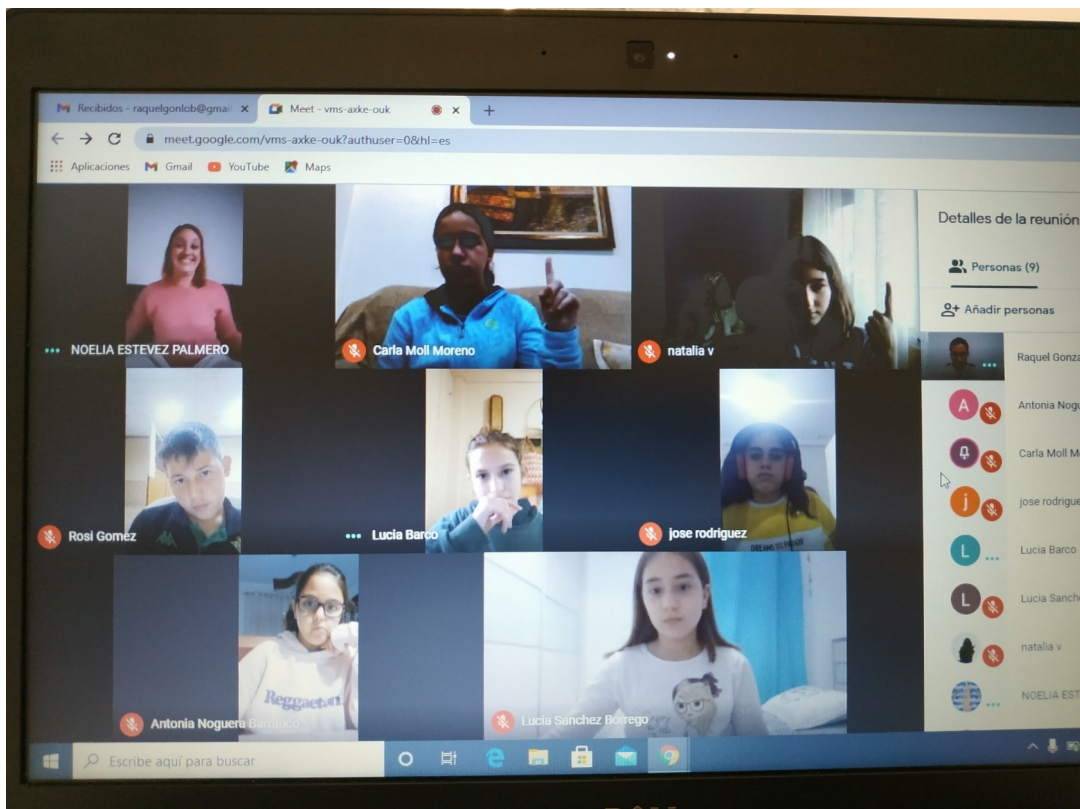 Recibidos - raquelgonlob@gmai
Meet - vms-axke-ouk
meet.google.com/vms-axke-ouk?authuser=0&hl=es
Aplicaciones
Gmail
YouTube
Maps
NOELIA ESTEVEZ PALMERO
Carla Moll Moreno
natalia v
Rosi Gomez
Lucia Barco
jose rodriguez
Reggaeton
Antonia Noguera
Lucia Sanchez Borrego
Detalles de la reunión
Personas (9)
Añadir personas
Raquel Gonza
A
Antonia Nogu
Carla Moll M
j
jose rodrigue
L
Lucia Barco
L
Lucia Sanch
natalia v
NOELIA EST
Escribe aquí para buscar